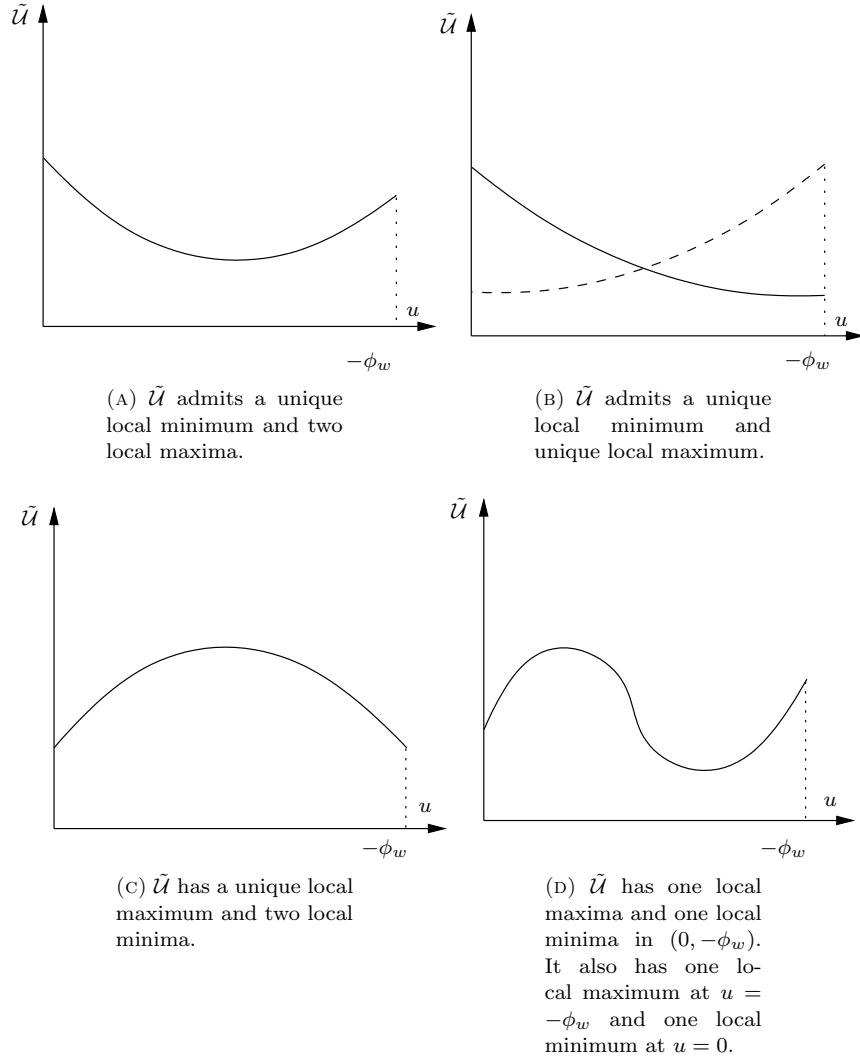 𝒰̃
u
−ϕ_w
(A) 𝒰̃ admits a unique
local minimum and two
local maxima.
𝒰̃
u
−ϕ_w
(B) 𝒰̃ admits a unique
local minimum and
unique local maximum.
𝒰̃
u
−ϕ_w
(C) 𝒰̃ has a unique local
maximum and two local
minima.
𝒰̃
u
−ϕ_w
(D) 𝒰̃ has one local
maxima and one local
minima in (0, −ϕ_w).
It also has one lo-
cal maximum at u =
−ϕ_w and one local
minimum at u = 0.